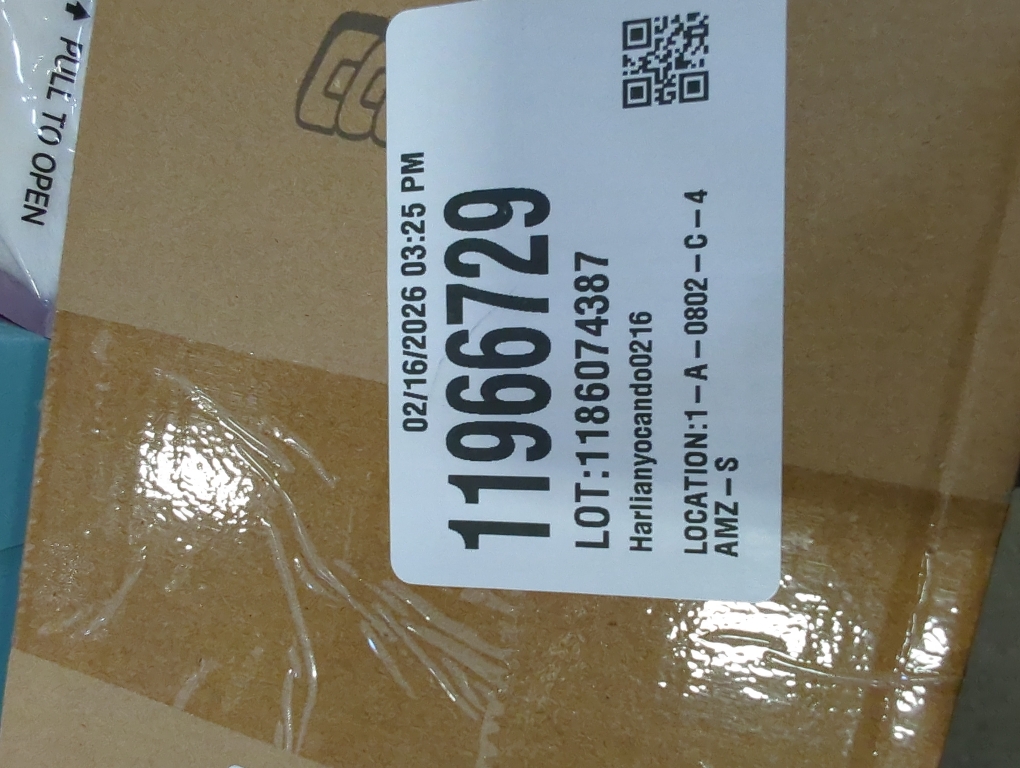 PULL TO OPEN
02/16/2026 03:25 PM
11966729
LOT:1186074387
Harlianyocando0216
LOCATION:1-A-0802-C-4
AMZ-S